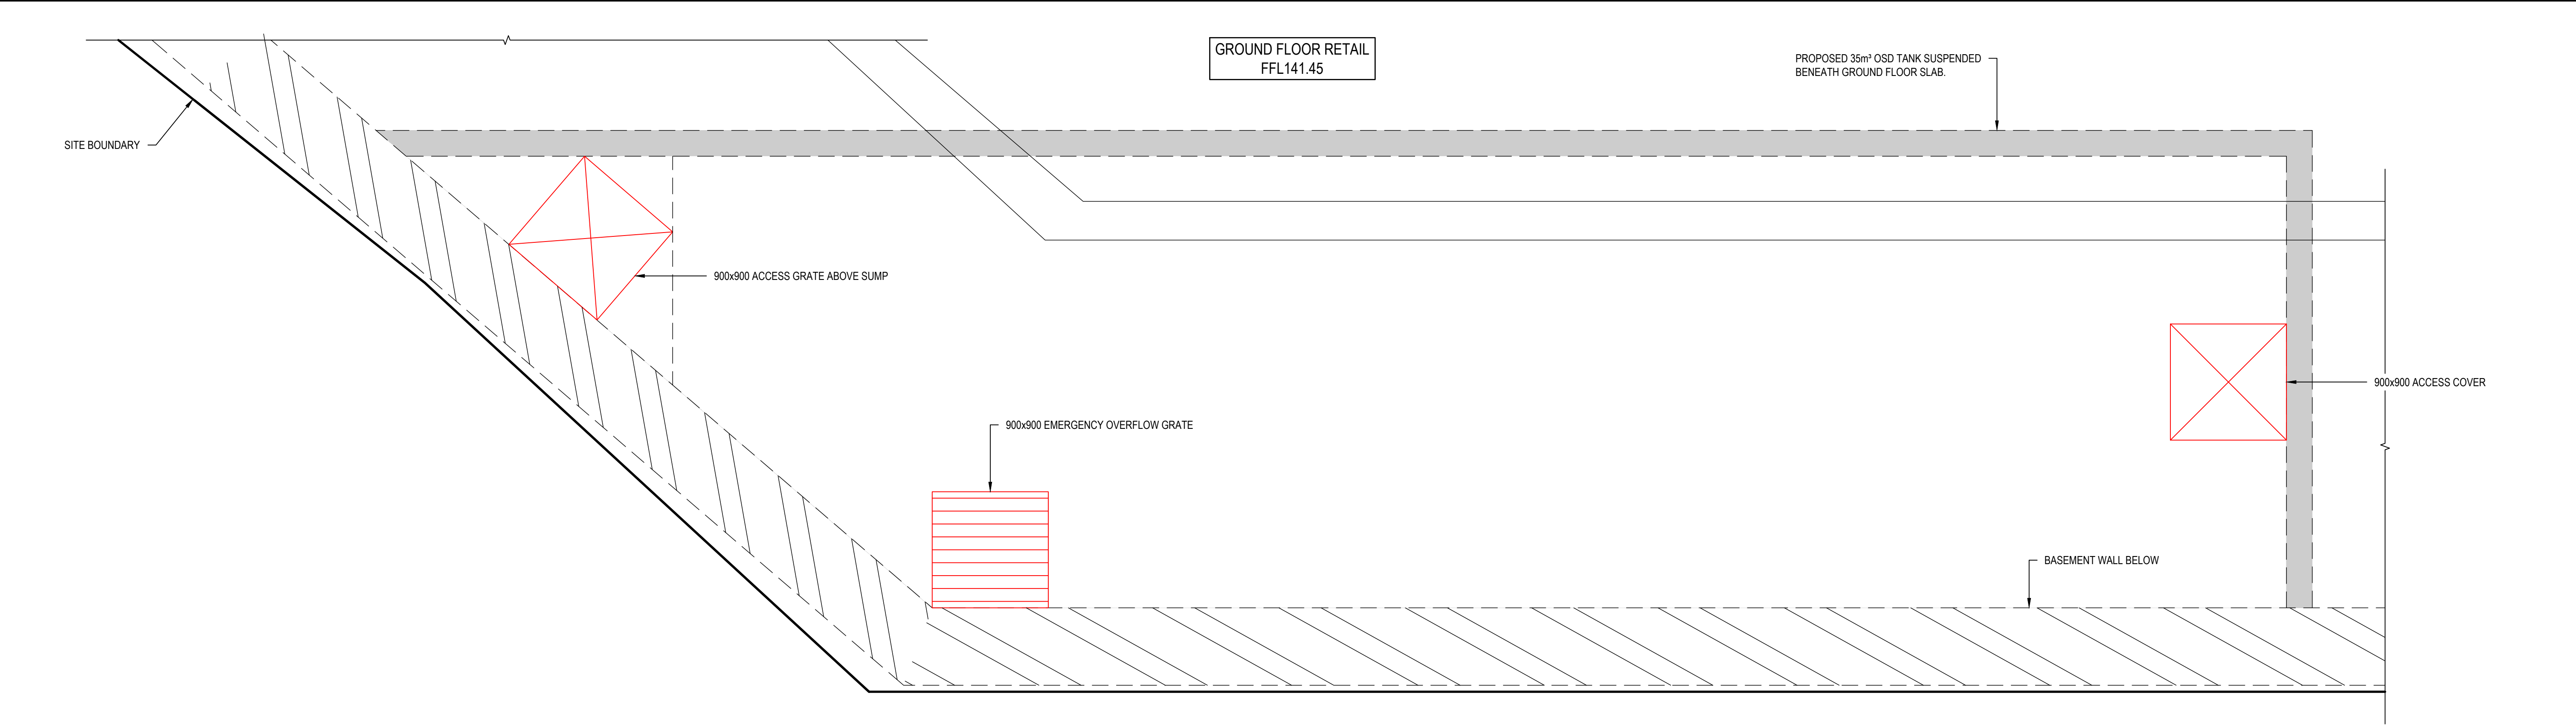 GROUND FLOOR RETAIL
FFL141.45
PROPOSED 35m³ OSD TANK SUSPENDED
BENEATH GROUND FLOOR SLAB.
SITE BOUNDARY
900x900 ACCESS GRATE ABOVE SUMP
900x900 ACCESS COVER
900x900 EMERGENCY OVERFLOW GRATE
BASEMENT WALL BELOW